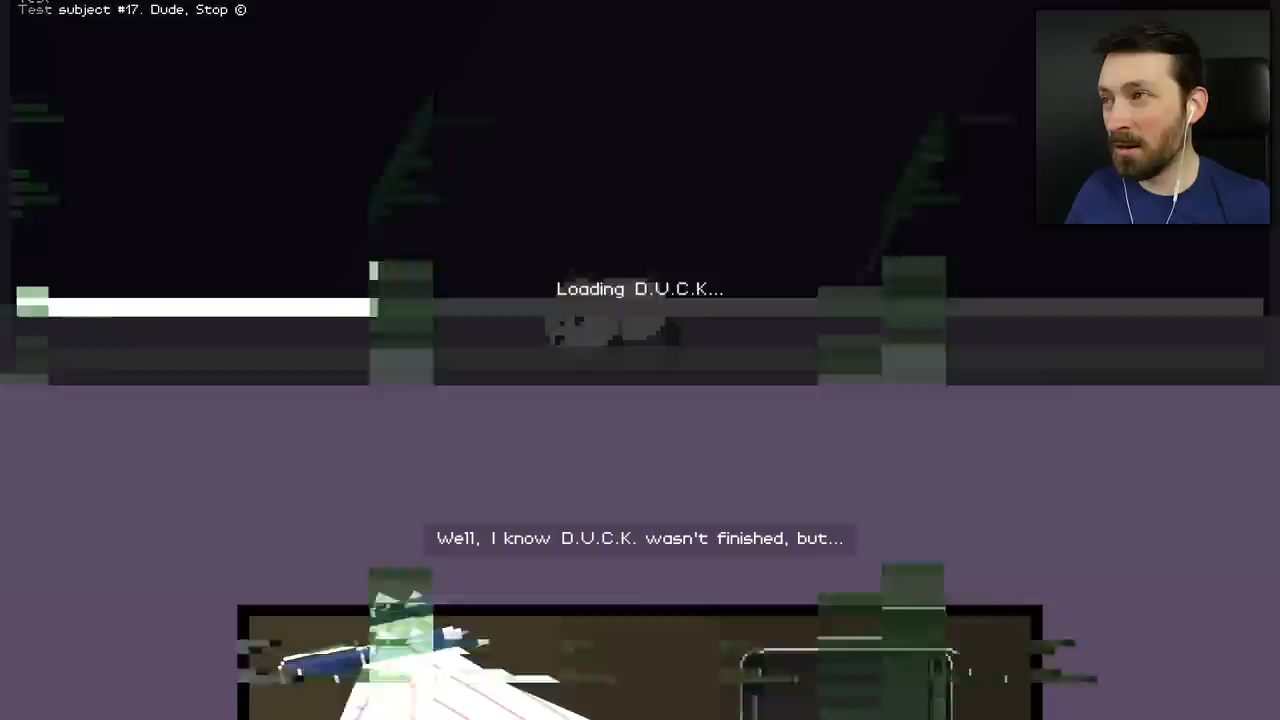 Test subject #17. Dude, Stop ©
Loading D.U.C.K...
Well, I know D.U.C.K. wasn't finished, but...